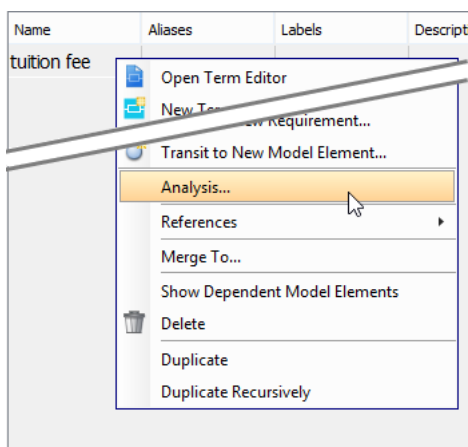 Name Aliases Labels Descript
tuition fee
Open Term Editor
New Requirement...
Transit to New Model Element...
Analysis...
References
Merge To...
Show Dependent Model Elements
Delete
Duplicate
Duplicate Recursively